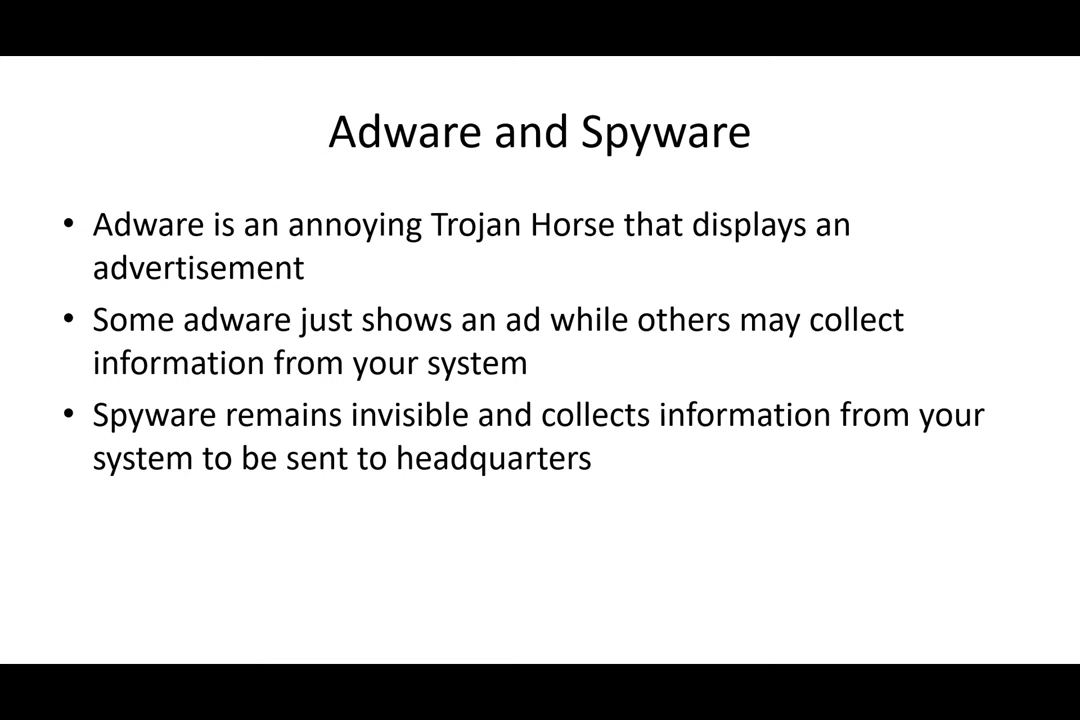 Adware and Spyware
• Adware is an annoying Trojan Horse that displays an
advertisement
• Some adware just shows an ad while others may collect
information from your system
• Spyware remains invisible and collects information from your
system to be sent to headquarters